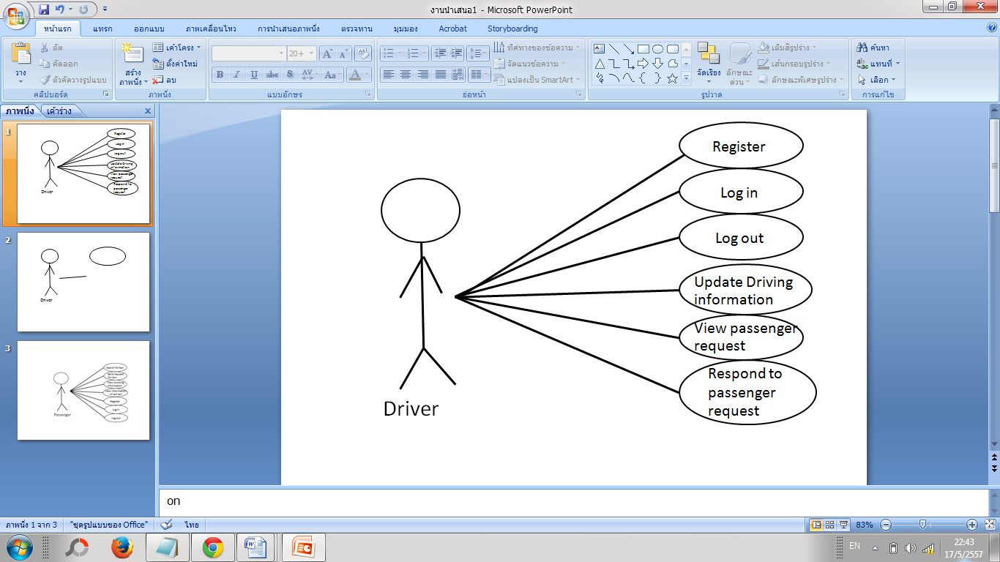 งานนำเสนอ1 - Microsoft PowerPoint
หน้าแรก แทรก ออกแบบ ภาพเคลื่อนไหว การนำเสนอภาพนิ่ง ตรวจทาน มุมมอง Acrobat Storyboarding
วาง
ตัด
คัดลอก
ตัวคัดวางรูปแบบ
คลิปบอร์ด
สร้าง
ภาพนิ่ง
เค้าโครง
ตั้งค่าใหม่
ลบ
ภาพนิ่ง
20+
B I U abc S AV Aa A
แบบอักษร
ทิศทางของข้อความ
จัดแนวข้อความ
แปลงเป็น SmartArt
ย่อหน้า
จัดเรียง
ลักษณะ
ด่วน
เติมสีรูปร่าง
เส้นกรอบรูปร่าง
ลักษณะพิเศษรูปร่าง
รูปวาด
ค้นหา
แทนที่
เลือก
การแก้ไข
ภาพนิ่ง เค้าร่าง
1
Register
Log in
Log out
Update Driving
information
View passenger
request
Respond to
passenger
request
Driver
2
Driver
3
Search for taxi
Send request
for taxi
View booking
information
View information
Register
Log in
Log out
Passenger
Register
Log in
Log out
Update Driving
information
View passenger
request
Respond to
passenger
request
Driver
on
ภาพนิ่ง 1 จาก 3 "ชุดรูปแบบของ Office" ไทย 83%
EN 22:43
17/5/2557